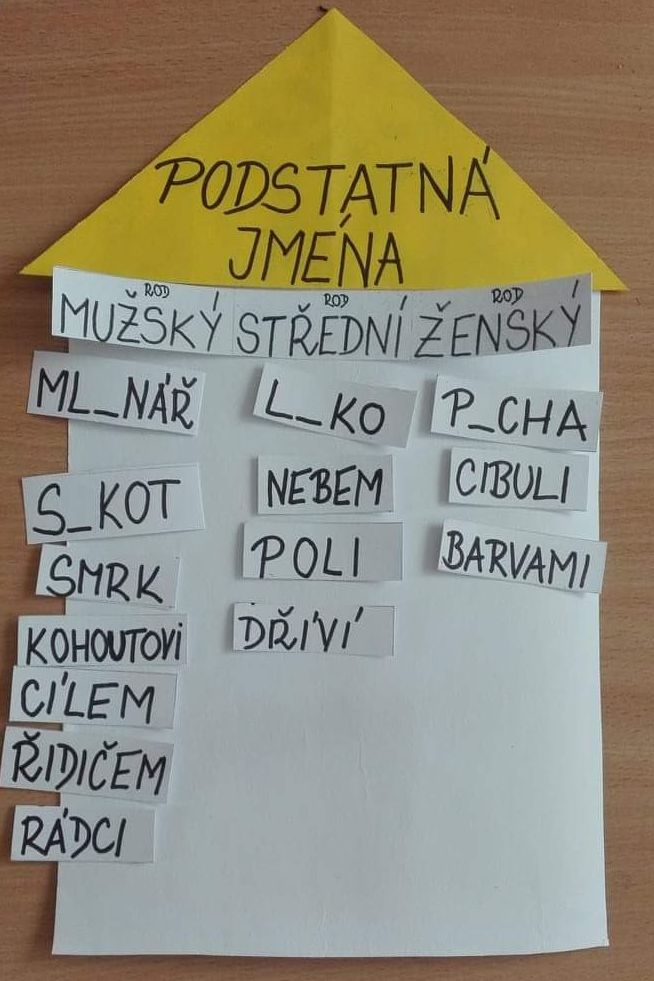 PODSTATNÁ
JMÉNA
ROD ROD ROD
MUŽSKÝ STŘEDNÍ ŽENSKÝ
ML_NÁŘ L_KO P_CHA
S_KOT NEBEM CIBULI
SMRK POLI BARVAMI
KOHOUTOVI DŘÍVÍ
CÍLEM
ŘIDIČEM
RÁDCI